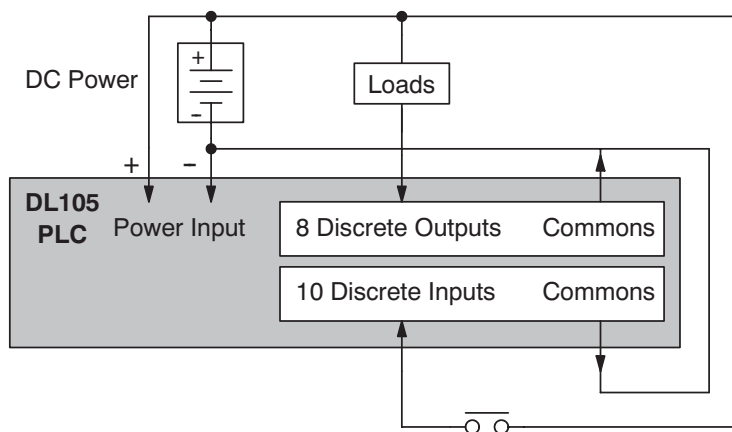 +
DC Power
Loads
-
+ –
DL105
PLC
Power Input
8 Discrete Outputs Commons
10 Discrete Inputs Commons